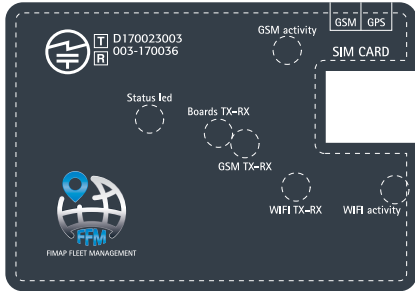 GSM GPS
GSM activity
T D170023003
R 003-170036
SIM CARD
Status led
Boards TX-RX
GSM TX-RX
WIFI TX-RX
WIFI activity
FFM
FIMAP FLEET MANAGEMENT